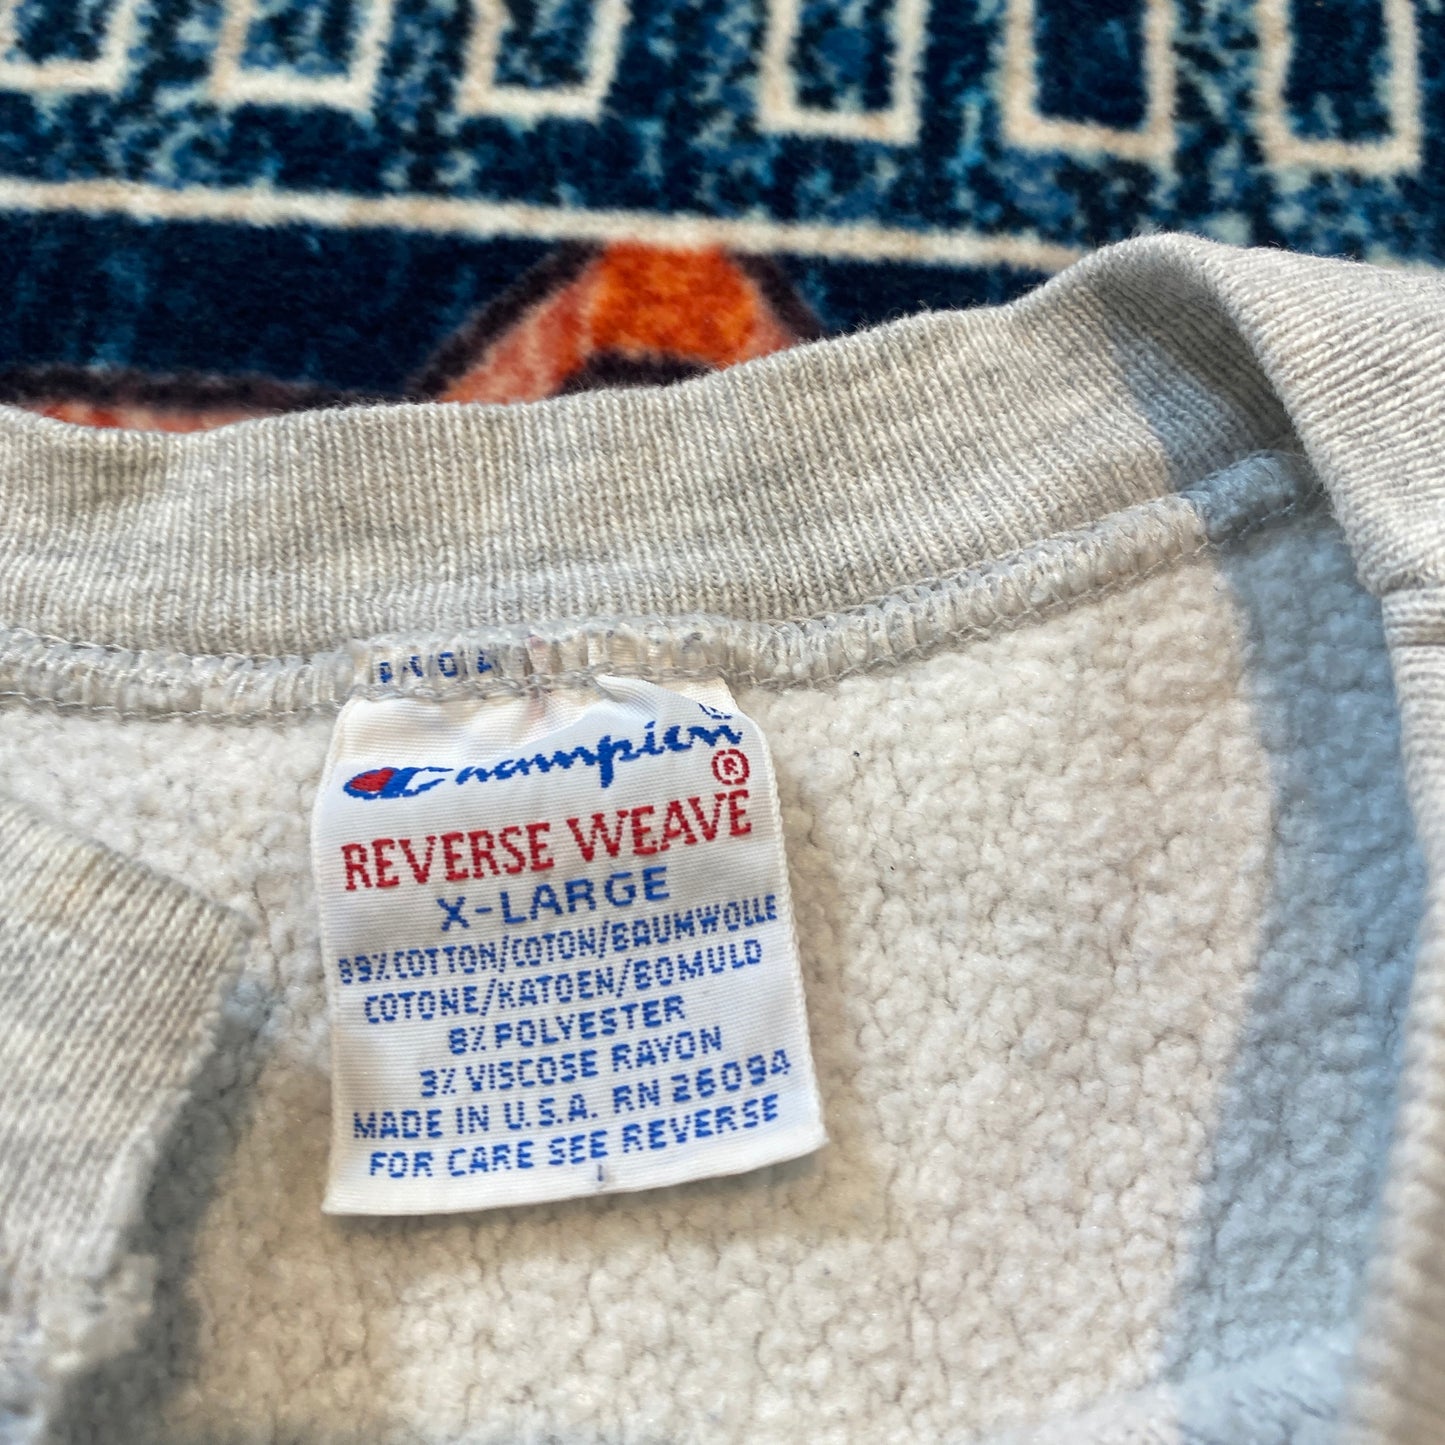 Champion
®
REVERSE WEAVE
X-LARGE
89% COTTON/COTON/BAUMWOLLE
COTONE/KATOEN/BOMULD
8% POLYESTER
3% VISCOSE RAYON
MADE IN U.S.A. RN 26094
FOR CARE SEE REVERSE